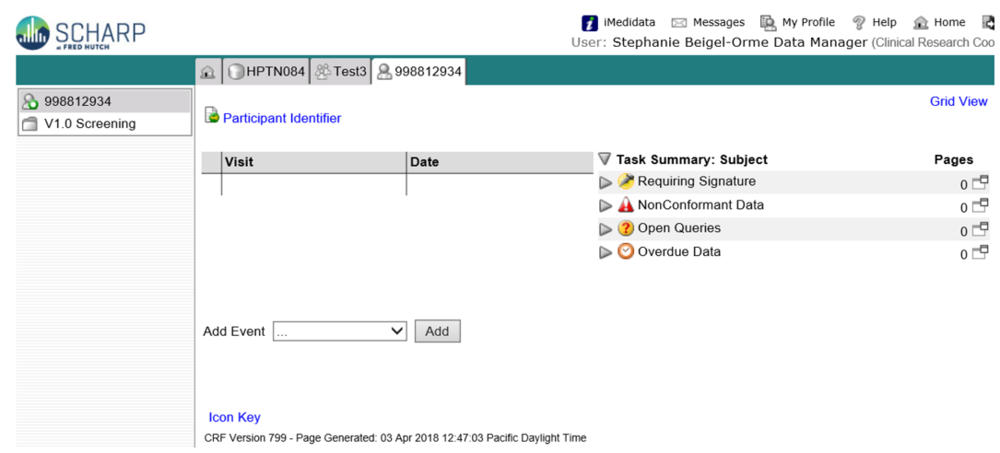 SCHARP
at FRED HUTCH
iMedidata Messages My Profile Help Home
User: Stephanie Beigel-Orme Data Manager (Clinical Research Coo
HPTN084 Test3 998812934
998812934
V1.0 Screening
Grid View
Participant Identifier
Visit Date
Task Summary: Subject Pages
Requiring Signature 0
NonConformant Data 0
Open Queries 0
Overdue Data 0
Add Event ... Add
Icon Key
CRF Version 799 - Page Generated: 03 Apr 2018 12:47:03 Pacific Daylight Time